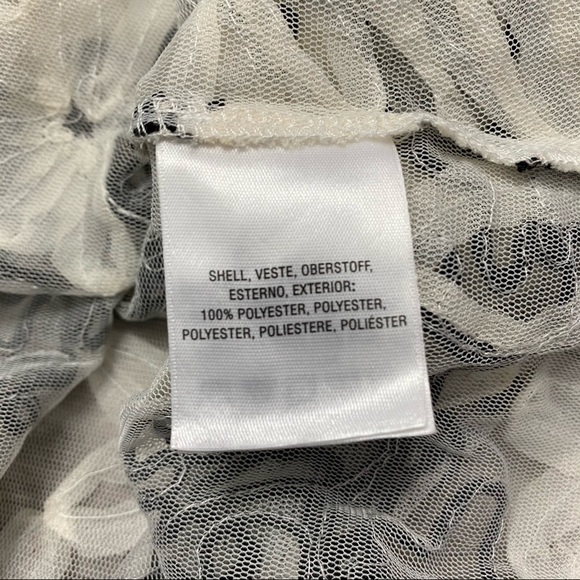 SHELL, VESTE, OBERSTOFF,
ESTERNO, EXTERIOR:
100% POLYESTER, POLYESTER,
POLYESTER, POLIESTERE, POLIÉSTER